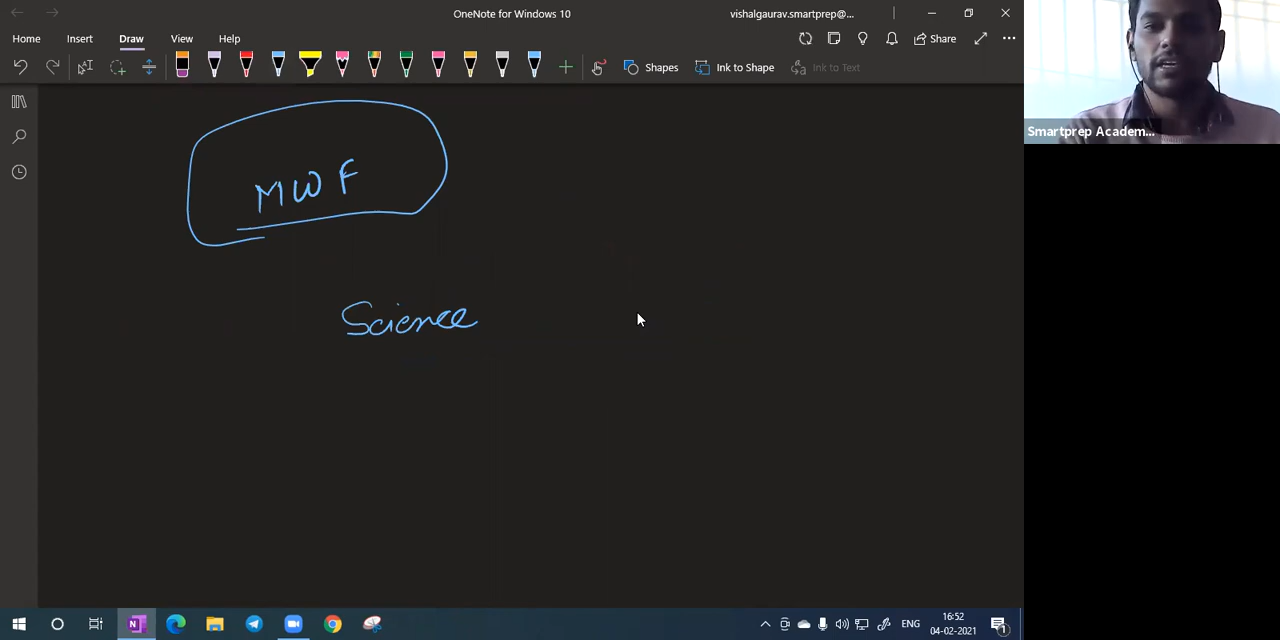 OneNote for Windows 10
vishalgaurav.smartprep@...
Home Insert Draw View Help
Share
Shapes Ink to Shape Ink to Text
Smartprep Academ...
MWF
Science
ENG
16:52
04-02-2021